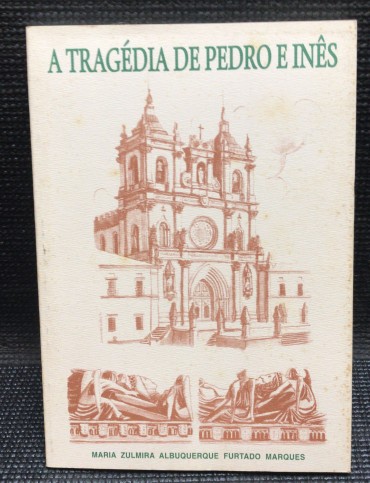 A TRAGÉDIA DE PEDRO E INÊS
MARIA ZULMIRA ALBUQUERQUE FURTADO MARQUES